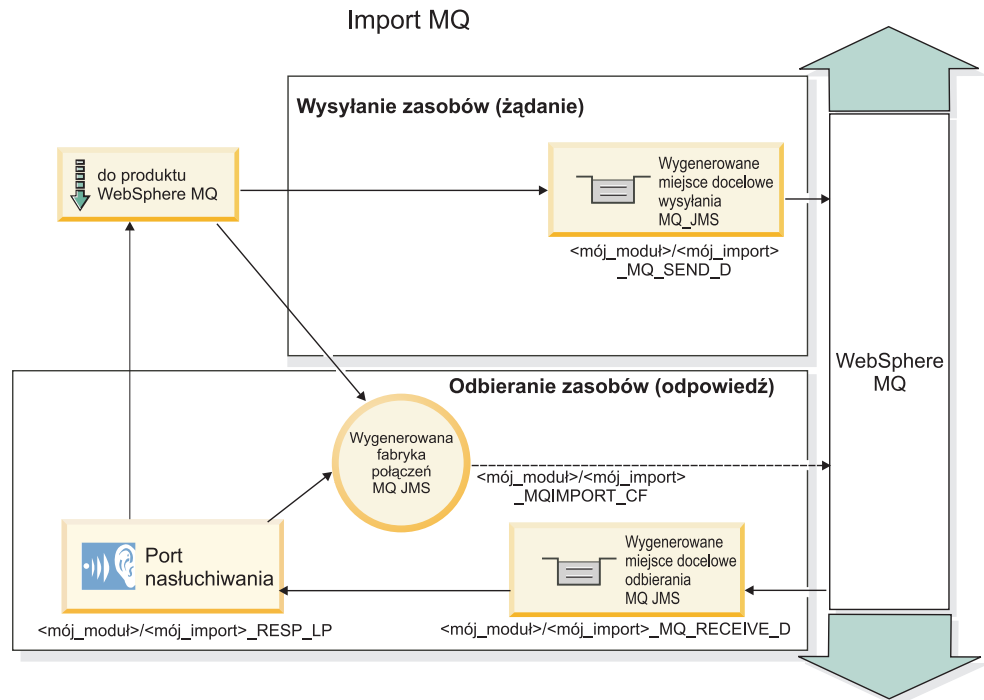 Import MQ
Wysyłanie zasobów (żądanie)
do produktu
WebSphere MQ
Wygenerowane
miejsce docelowe
wysyłania
MQ_JMS
<mój_moduł>/<mój_import>
_MQ_SEND_D
WebSphere
MQ
Odbieranie zasobów (odpowiedź)
Wygenerowana
fabryka
połączeń
MQ JMS
<mój_moduł>/<mój_import>
_MQIMPORT_CF
Port
nasłuchiwania
<mój_moduł>/<mój_import>_RESP_LP
Wygenerowane
miejsce docelowe
odbierania
MQ JMS
<mój_moduł>/<mój_import>_MQ_RECEIVE_D